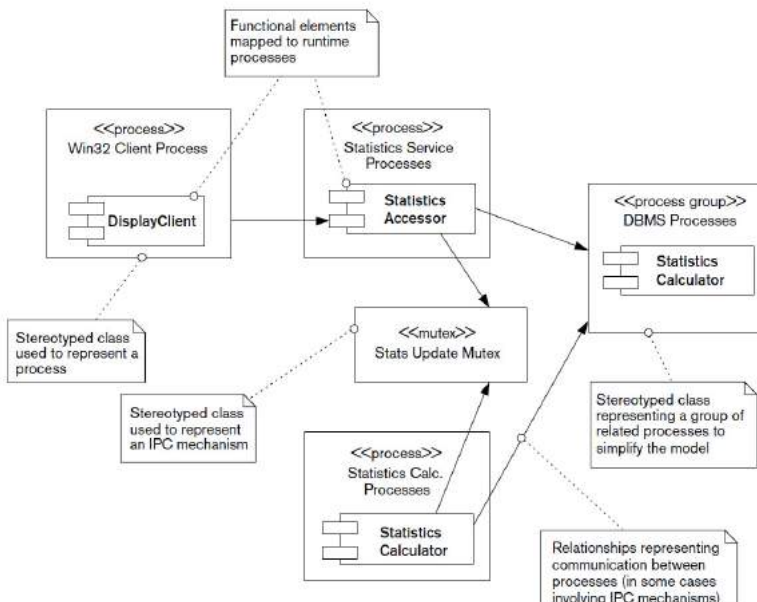 Functional elements
mapped to runtime
processes
<<process>>
Win32 Client Process
DisplayClient
<<process>>
Statistics Service
Processes
Statistics
Accessor
<<process group>>
DBMS Processes
Statistics
Calculator
<<mutex>>
Stats Update Mutex
Stereotyped class
used to represent a
process
Stereotyped class
used to represent
an IPC mechanism
<<process>>
Statistics Calc.
Processes
Statistics
Calculator
Stereotyped class
representing a group of
related processes to
simplify the model
Relationships representing
communication between
processes (in some cases
involving IPC mechanisms)